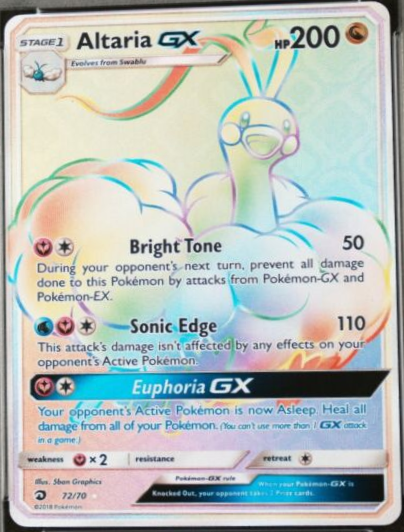 STAGE 1 Altaria GX HP 200
Evolves from Swablu
Bright Tone 50
During your opponent's next turn, prevent all damage
done to this Pokémon by attacks from Pokémon-GX and
Pokémon-EX.
Sonic Edge 110
This attack's damage isn't affected by any effects on your
opponent's Active Pokémon.
Euphoria GX
Your opponent's Active Pokémon is now Asleep. Heal all
damage from all of your Pokémon. (You can't use more than 1 GX attack
in a game.)
weakness ×2 resistance retreat
Illus. 5ban Graphics
Pokémon-GX rule
When your Pokémon-GX is
Knocked Out, your opponent takes 2 Prize cards.
72/70
©2018 Pokémon